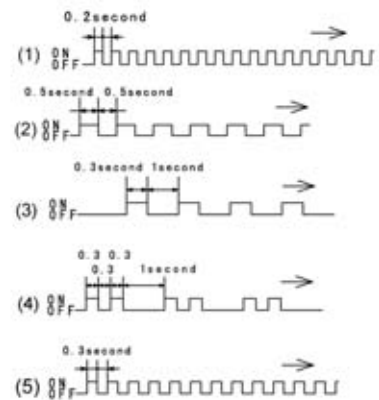 0.2second
(1) ON
OFF
0.5second 0.5second
(2) ON
OFF
0.3second 1second
(3) ON
OFF
0.3 0.3
0.3 1second
(4) ON
OFF
0.3second
(5) ON
OFF